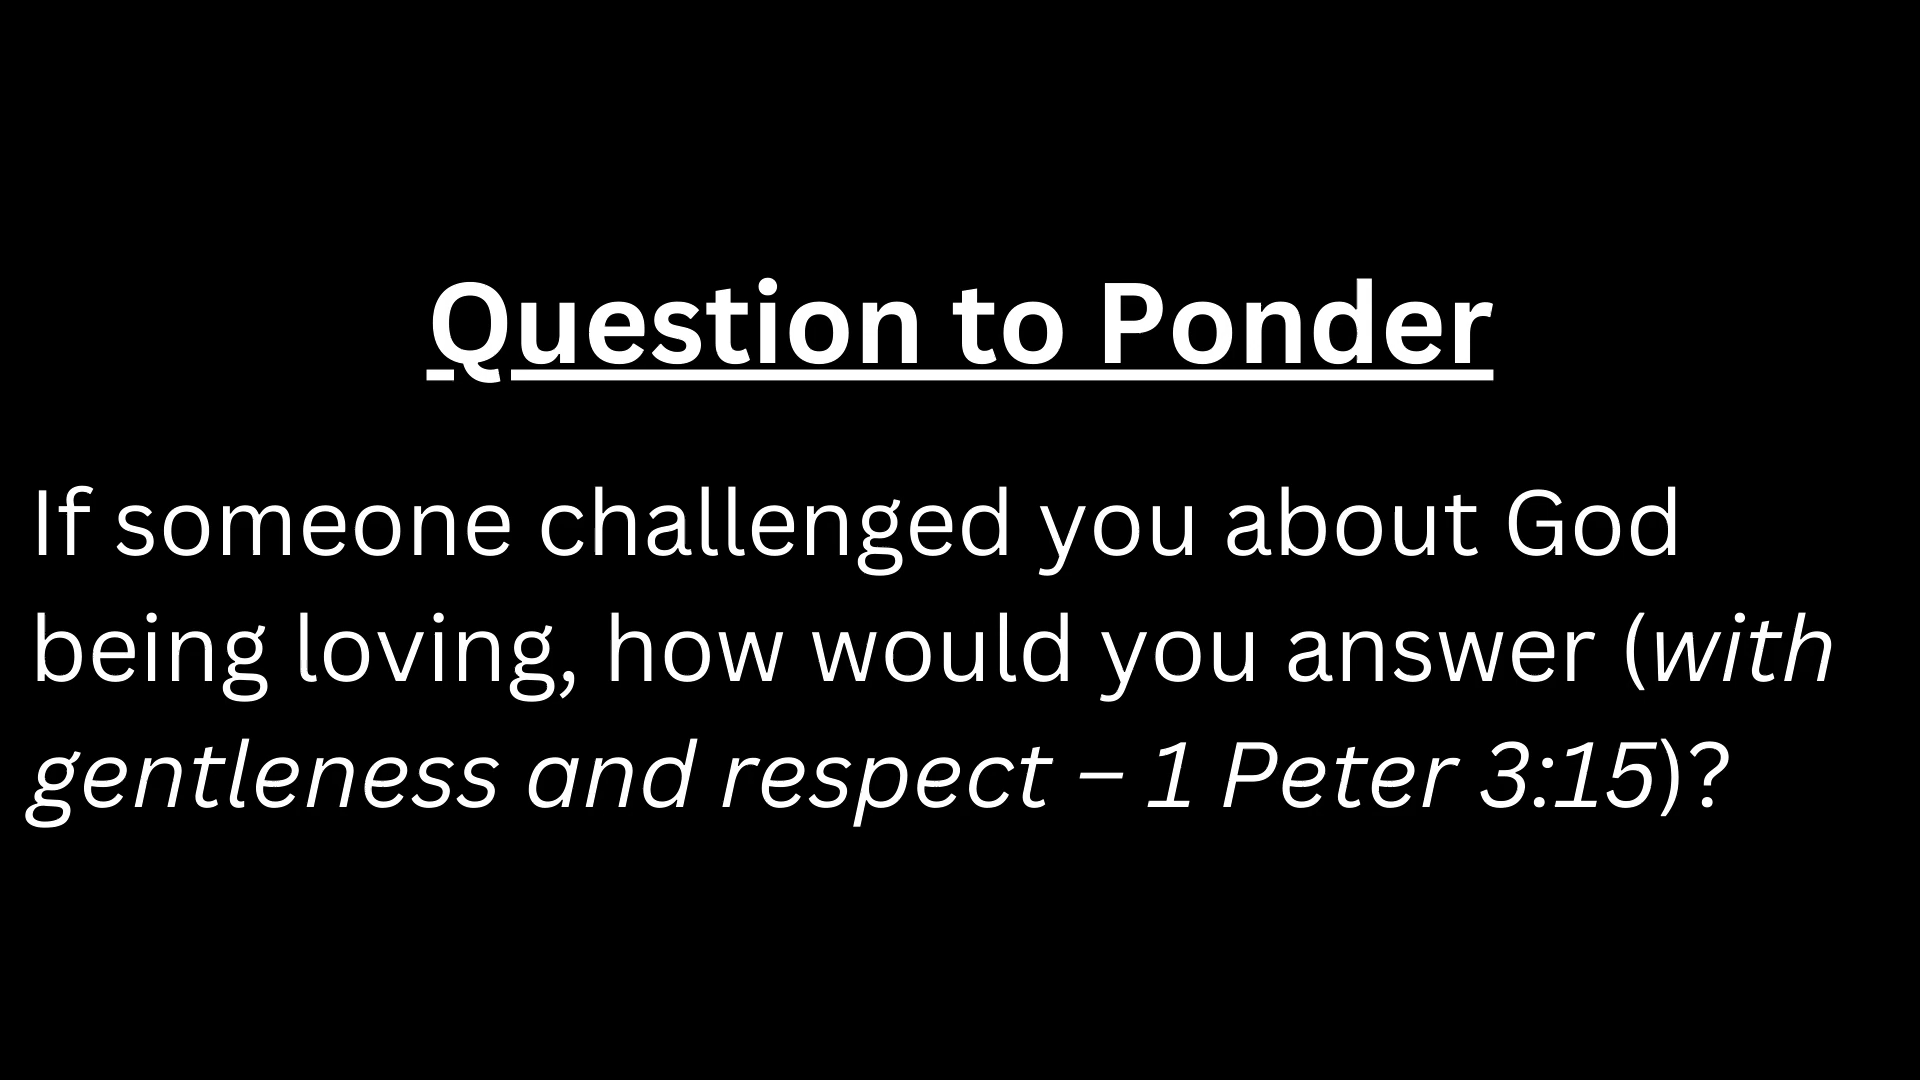 Question to Ponder
If someone challenged you about God
being loving, how would you answer (with
gentleness and respect – 1 Peter 3:15)?